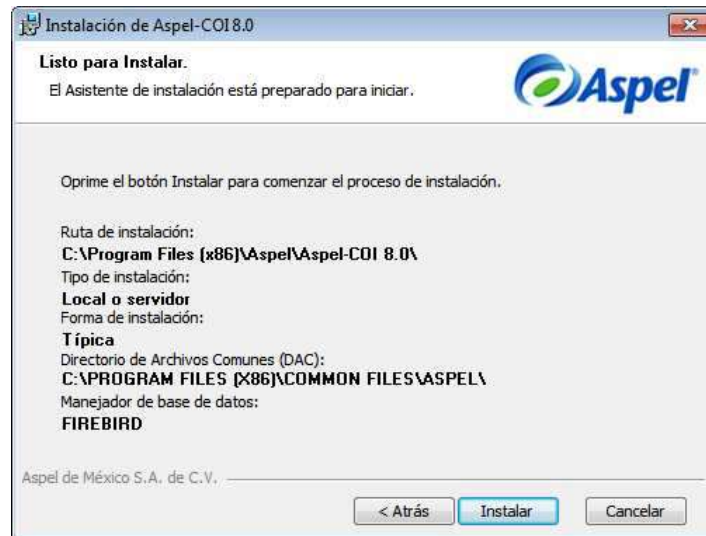 Instalación de Aspel-COI 8.0
Listo para Instalar.
El Asistente de instalación está preparado para iniciar.
Aspel
Oprime el botón Instalar para comenzar el proceso de instalación.
Ruta de instalación:
C:\Program Files (x86)\Aspel\Aspel-COI 8.0\
Tipo de instalación:
Local o servidor
Forma de instalación:
Típica
Directorio de Archivos Comunes (DAC):
C:\PROGRAM FILES (X86)\COMMON FILES\ASPEL\
Manejador de base de datos:
FIREBIRD
Aspel de México S.A. de C.V.
< Atrás
Instalar
Cancelar